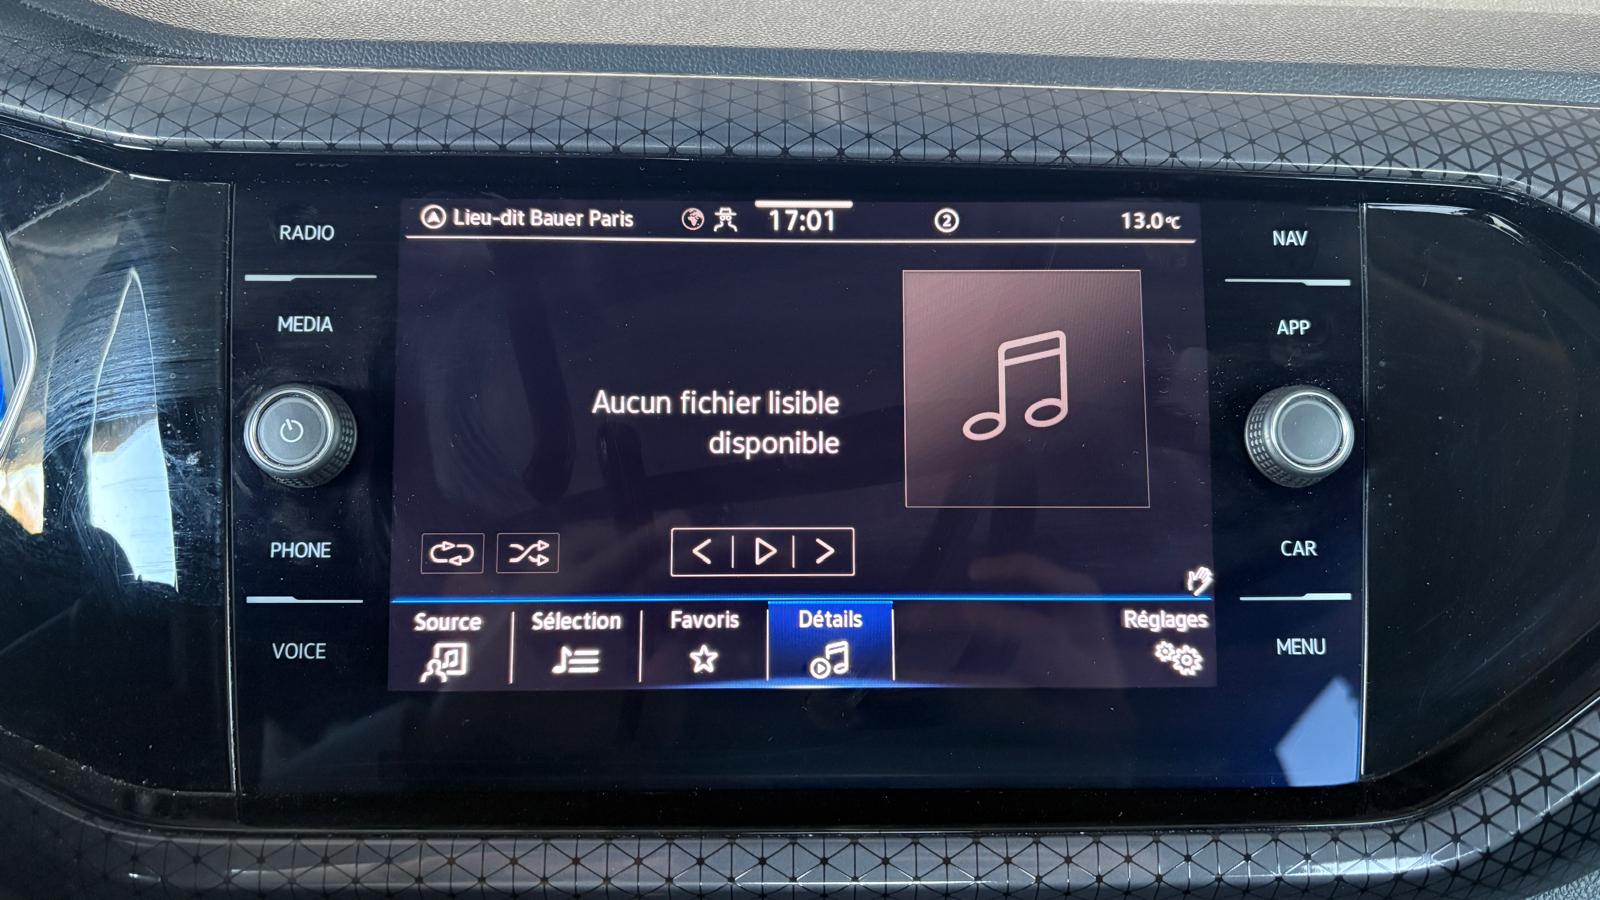 Lieu-dit Bauer Paris
17:01
2
13.0°C
RADIO
MEDIA
PHONE
VOICE
Aucun fichier lisible
disponible
Source
Sélection
Favoris
Détails
Réglages
NAV
APP
CAR
MENU